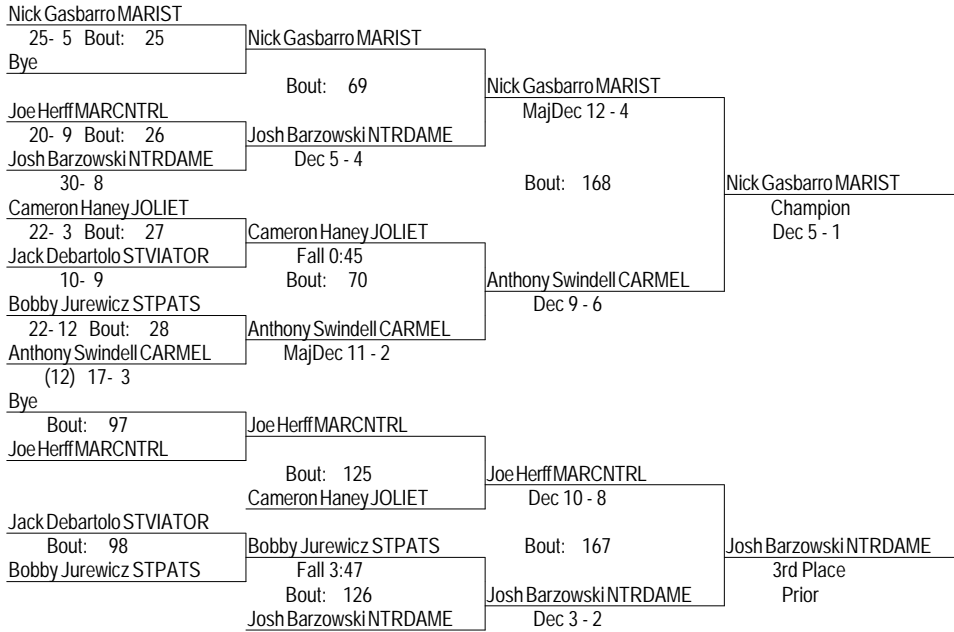 Nick Gasbarro MARIST
25- 5 Bout: 25
Bye
Nick Gasbarro MARIST
Bout: 69
Joe Herff MARCNTRL
20- 9 Bout: 26
Josh Barzowski NTRDAME
30- 8
Josh Barzowski NTRDAME
Dec 5 - 4
Nick Gasbarro MARIST
MajDec 12 - 4
Bout: 168
Cameron Haney JOLIET
22- 3 Bout: 27
Jack Debartolo STVIATOR
10- 9
Cameron Haney JOLIET
Fall 0:45
Bout: 70
Bobby Jurewicz STPATS
22- 12 Bout: 28
Anthony Swindell CARMEL
(12) 17- 3
Anthony Swindell CARMEL
MajDec 11 - 2
Anthony Swindell CARMEL
Dec 9 - 6
Nick Gasbarro MARIST
Champion
Dec 5 - 1
Bye
Bout: 97
Joe Herff MARCNTRL
Joe Herff MARCNTRL
Bout: 125
Cameron Haney JOLIET
Joe Herff MARCNTRL
Dec 10 - 8
Bout: 167
Jack Debartolo STVIATOR
Bout: 98
Bobby Jurewicz STPATS
Bobby Jurewicz STPATS
Fall 3:47
Bout: 126
Josh Barzowski NTRDAME
Josh Barzowski NTRDAME
Dec 3 - 2
Josh Barzowski NTRDAME
3rd Place
Prior